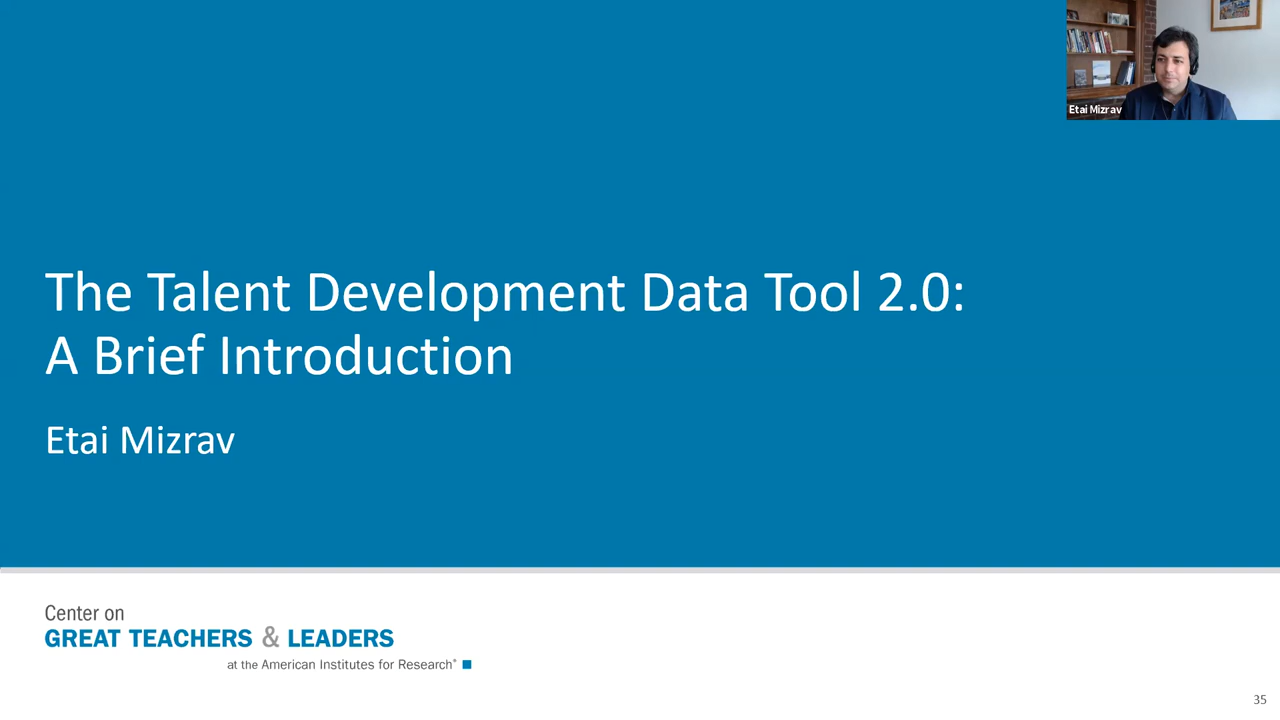 Etai Mizrav
The Talent Development Data Tool 2.0:
A Brief Introduction
Etai Mizrav
Center on
GREAT TEACHERS & LEADERS
at the American Institutes for Research®
35